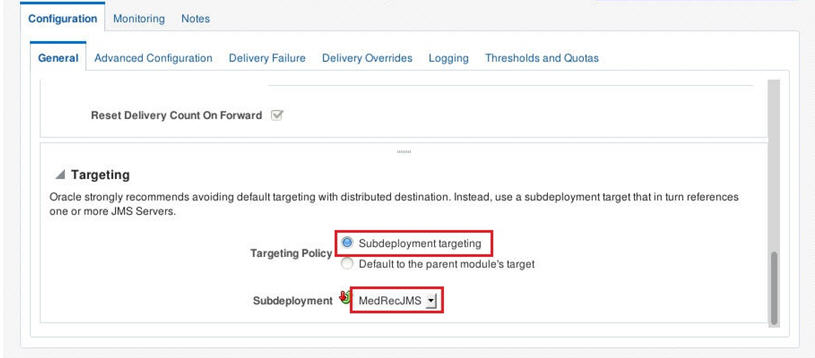 Configuration Monitoring Notes
General Advanced Configuration Delivery Failure Delivery Overrides Logging Thresholds and Quotas
Reset Delivery Count On Forward
Targeting
Oracle strongly recommends avoiding default targeting with distributed destination. Instead, use a subdeployment target that in turn references
one or more JMS Servers.
Subdeployment targeting
Targeting Policy
Default to the parent module's target
Subdeployment MedRecJMS